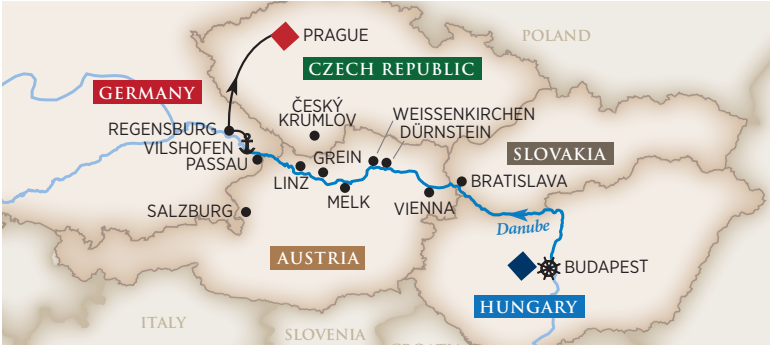 POLAND
PRAGUE
CZECH REPUBLIC
GERMANY
ČESKÝ
KRUMLOV
WEISSENKIRCHEN
DÜRNSTEIN
REGENSBURG
VILSHOFEN
PASSAU
GREIN
SLOVAKIA
LINZ
MELK
BRATISLAVA
VIENNA
SALZBURG
Danube
AUSTRIA
BUDAPEST
HUNGARY
ITALY
SLOVENIA